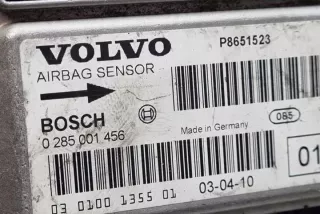 VOLVO
P8651523
AIRBAG SENSOR
BOSCH
Made in Germany
085
0 285 001 456
01
0 0100 1355 01
03-04-10